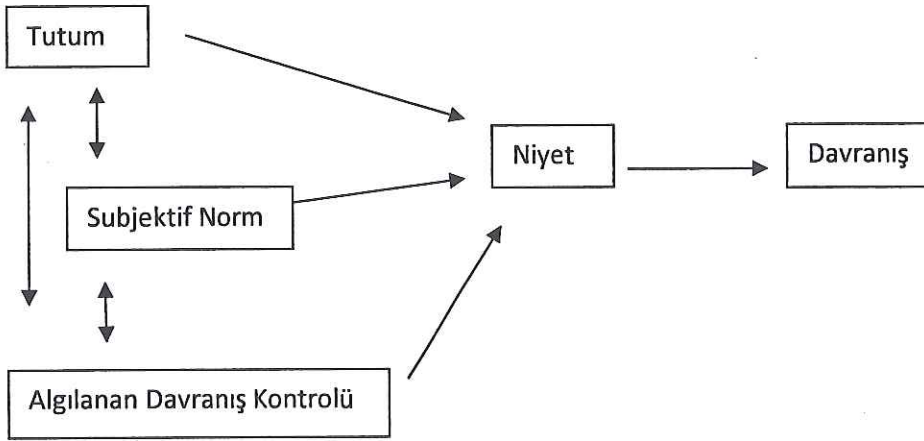 Tutum
Niyet
Davranış
Subjektif Norm
Algılanan Davranış Kontrolü